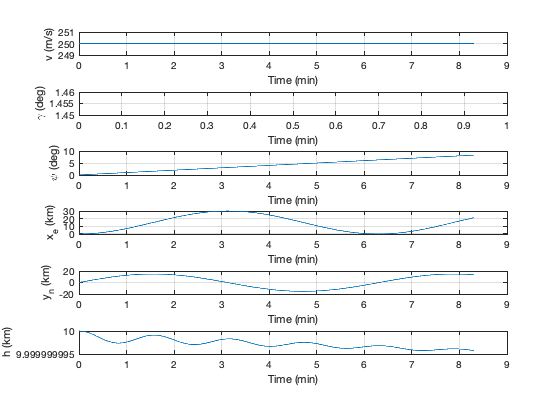 251
250
249
v (m/s)
0 1 2 3 4 5 6 7 8 9
Time (min)
1.46
1.455
1.45
γ (deg)
0 0.1 0.2 0.3 0.4 0.5 0.6 0.7 0.8 0.9 1
Time (min)
10
5
0
ψ (deg)
0 1 2 3 4 5 6 7 8 9
Time (min)
30
20
10
0
x_e (km)
0 1 2 3 4 5 6 7 8 9
Time (min)
20
0
-20
y_n (km)
0 1 2 3 4 5 6 7 8 9
Time (min)
10
9.999999995
h (km)
0 1 2 3 4 5 6 7 8 9
Time (min)